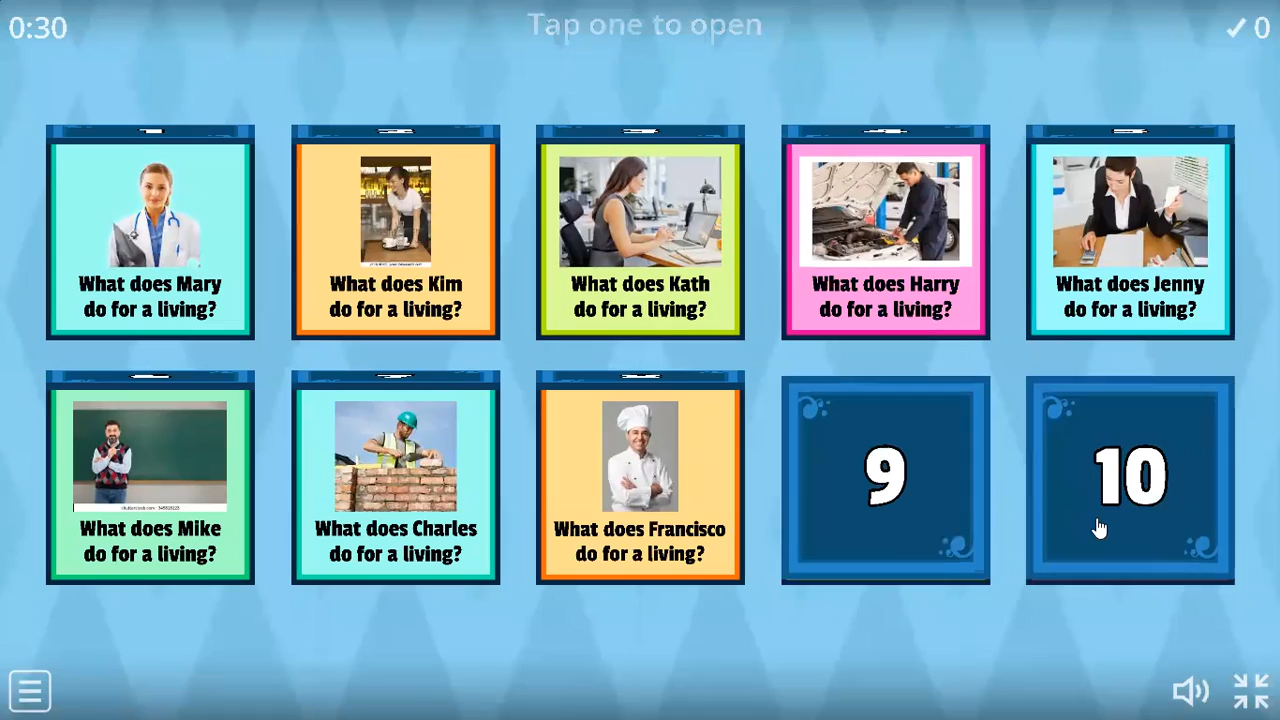 0:30
Tap one to open
0
What does Mary
do for a living?
What does Kim
do for a living?
What does Kath
do for a living?
What does Harry
do for a living?
What does Jenny
do for a living?
What does Mike
do for a living?
What does Charles
do for a living?
What does Francisco
do for a living?
9
10